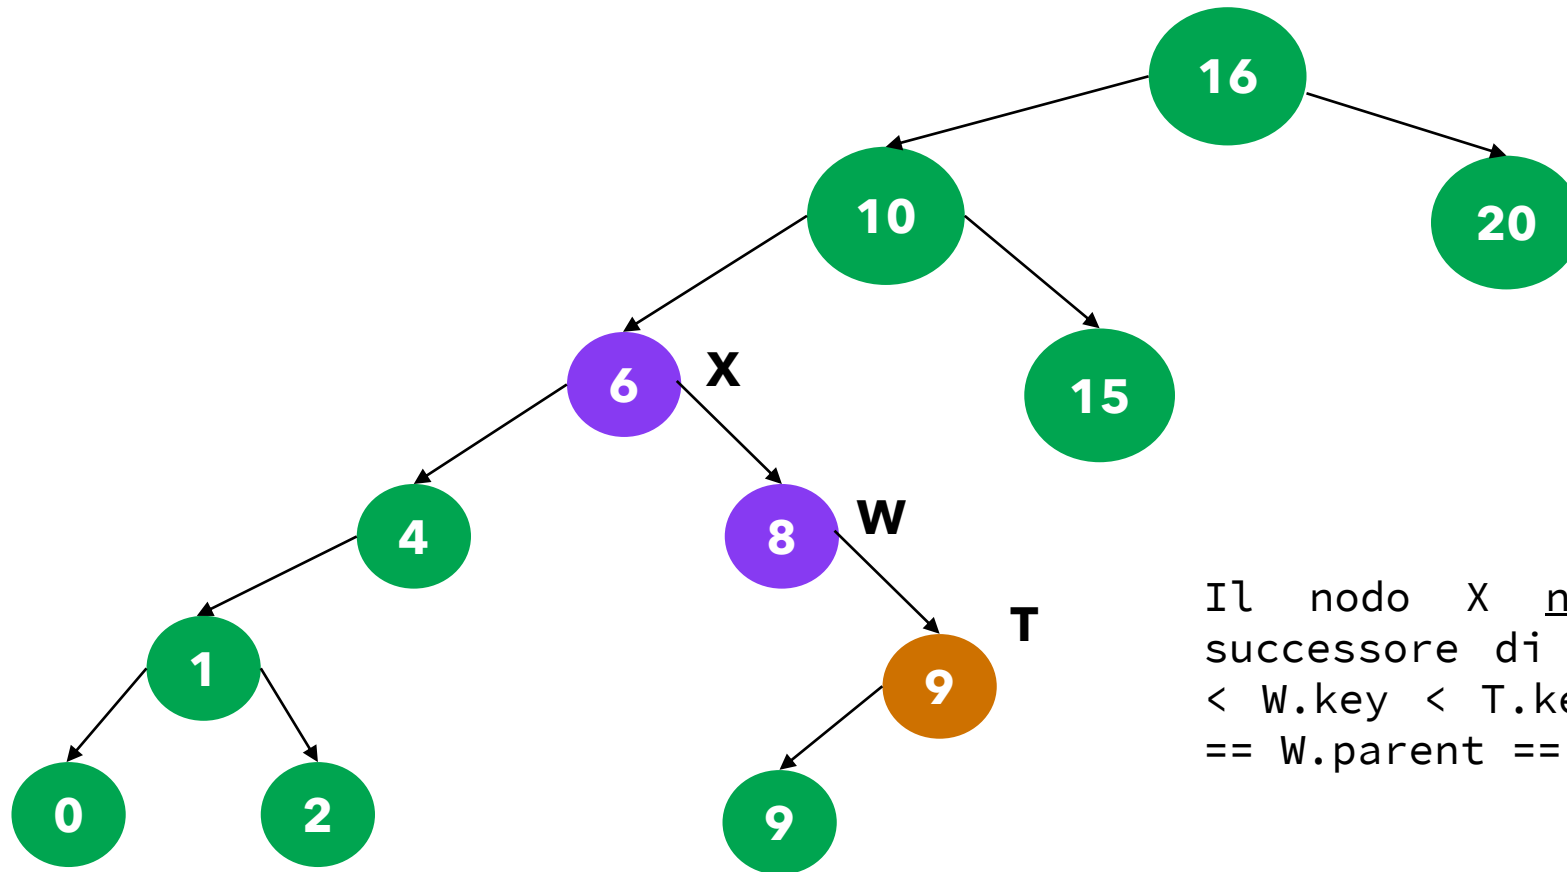 16
10
20
6 X
15
4
8 W
T
1
9
0
2
9
Il nodo X
successore di
< W.key < T.
== W.parent ==